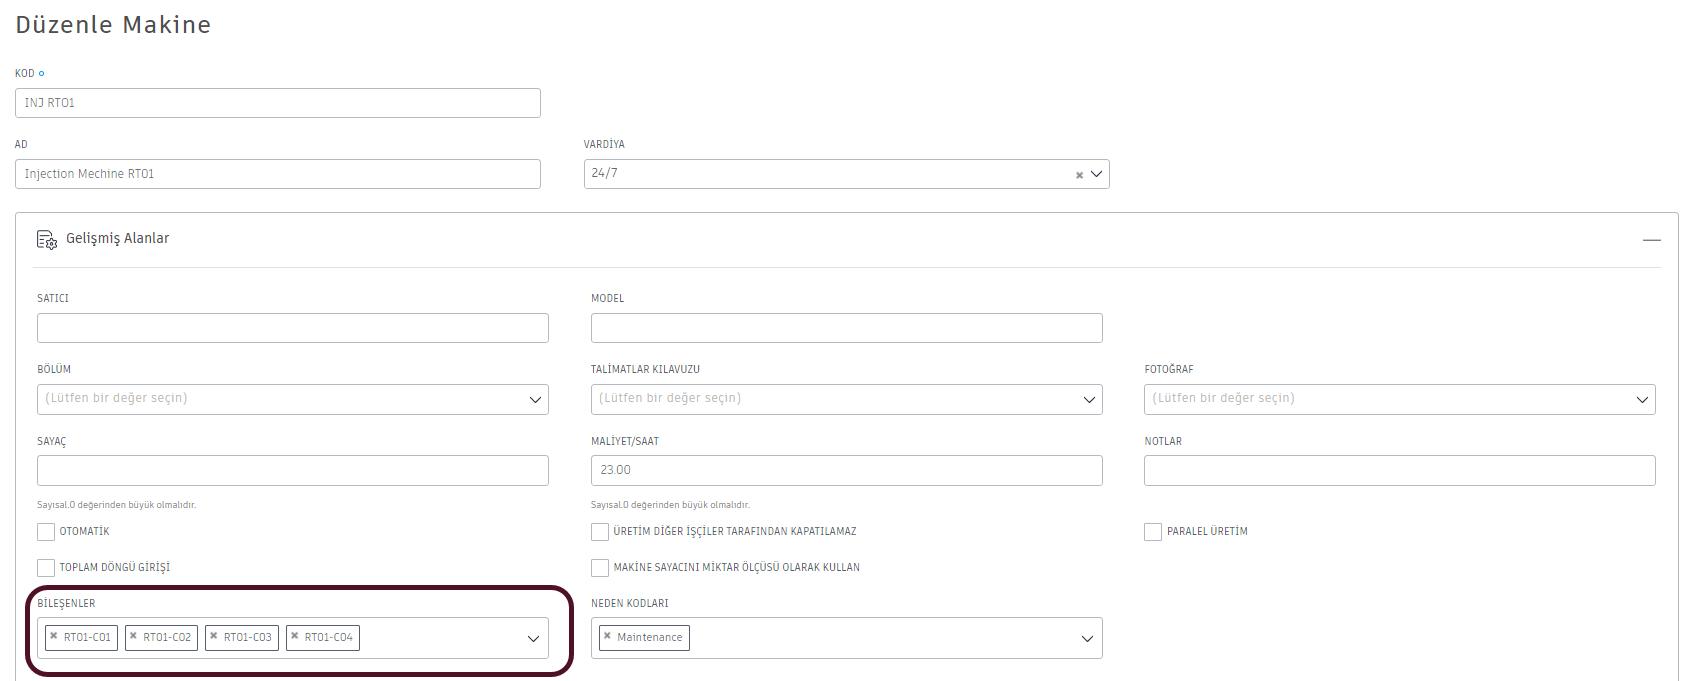 Düzenle Makine
KOD
INJ RT01
AD
VARDİYA
Injection Mechine RT01
24/7
Gelişmiş Alanlar
SATICI
MODEL
BÖLÜM
TALİMATLAR KILAVUZU
FOTOĞRAF
(Lütfen bir değer seçin)
(Lütfen bir değer seçin)
(Lütfen bir değer seçin)
SAYAÇ
MALİYET/SAAT
NOTLAR
23.00
Sayısal.0 değerinden büyük olmalıdır.
Sayısal.0 değerinden büyük olmalıdır.
OTOMATİK
ÜRETİM DİĞER İŞÇİLER TARAFINDAN KAPATILAMAZ
PARALEL ÜRETİM
TOPLAM DÖNGÜ GİRİŞİ
MAKİNE SAYACINI MİKTAR ÖLÇÜSÜ OLARAK KULLAN
BİLEŞENLER
NEDEN KODLARI
× RT01-C01 × RT01-C02 × RT01-C03 × RT01-C04
× Maintenance